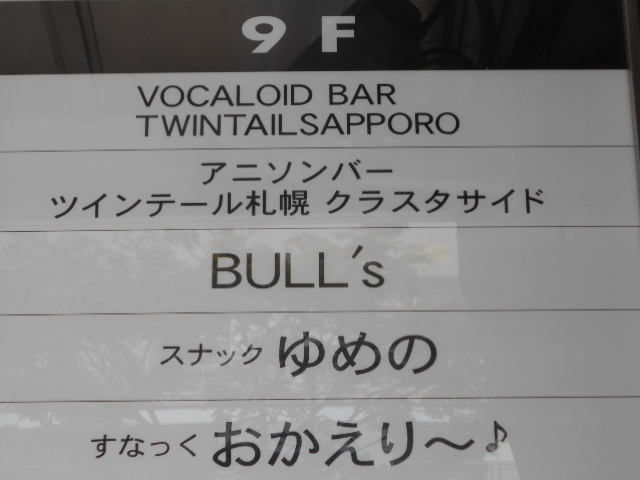 9F
VOCALOID BAR
TWINTAILSAPPORO
アニソンバー
ツインテール札幌 クラスタサイド
BULL's
スナック ゆめの
すなっく おかえり～♪